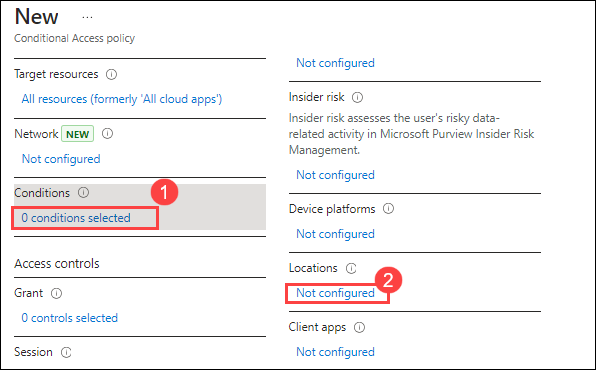 New ...
Conditional Access policy
Target resources
All resources (formerly 'All cloud apps')
Network NEW
Not configured
Conditions
1
0 conditions selected
Access controls
Grant
0 controls selected
Session
Not configured
Insider risk
Insider risk assesses the user's risky data-
related activity in Microsoft Purview Insider Risk
Management.
Not configured
Device platforms
Not configured
Locations
2
Not configured
Client apps
Not configured